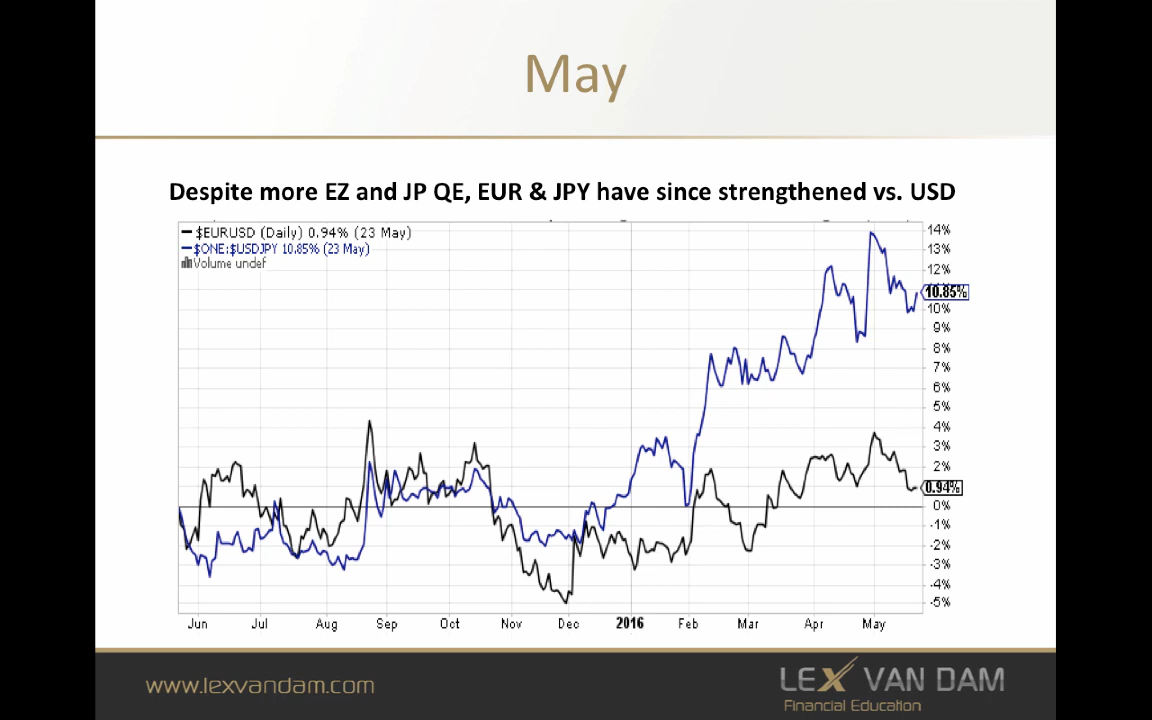 May
Despite more EZ and JP QE, EUR & JPY have since strengthened vs. USD
$EURUSD (Daily) 0.94% (23 May)
$ONE:$USDJPY 10.85% (23 May)
Volume undef
14%
13%
12%
10.85%
10%
9%
8%
7%
6%
5%
4%
3%
2%
0.94%
0%
-1%
-2%
-3%
-4%
-5%
Jun Jul Aug Sep Oct Nov Dec 2016 Feb Mar Apr May
www.lexvandam.com
LEX VAN DAM
Financial Education